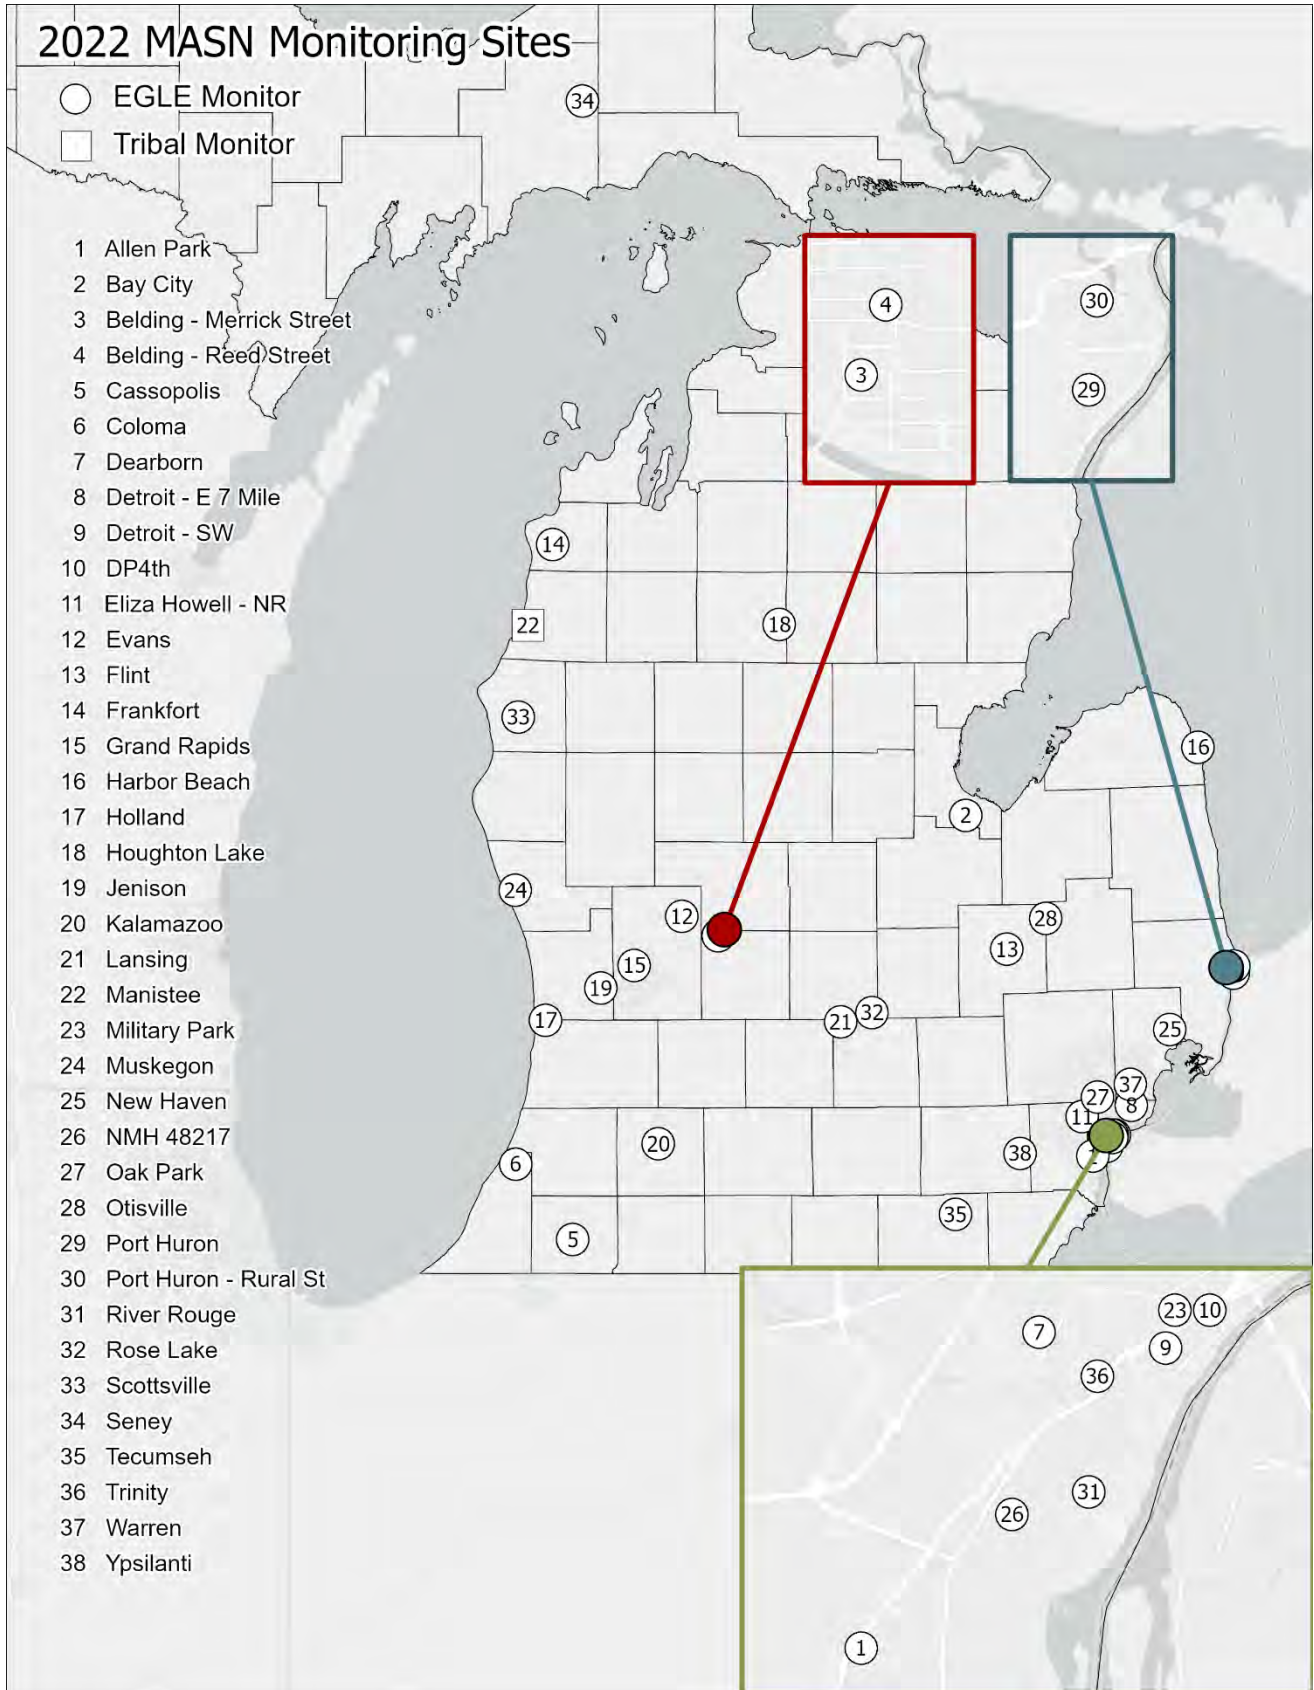 2022 MASN Monitoring Sites
EGLE Monitor
Tribal Monitor
1 Allen Park
2 Bay City
3 Belding - Merrick Street
4 Belding - Reed Street
5 Cassopolis
6 Coloma
7 Dearborn
8 Detroit - E 7 Mile
9 Detroit - SW
10 DP4th
11 Eliza Howell - NR
12 Evans
13 Flint
14 Frankfort
15 Grand Rapids
16 Harbor Beach
17 Holland
18 Houghton Lake
19 Jenison
20 Kalamazoo
21 Lansing
22 Manistee
23 Military Park
24 Muskegon
25 New Haven
26 NMH 48217
27 Oak Park
28 Otisville
29 Port Huron
30 Port Huron - Rural St
31 River Rouge
32 Rose Lake
33 Scottsville
34 Seney
35 Tecumseh
36 Trinity
37 Warren
38 Ypsilanti
34
4
30
3
29
14
22
18
33
16
2
24
12
28
13
15
19
32
17
21
25
37
27
8
11
20
38
6
35
5
23
10
7
9
36
31
26
1